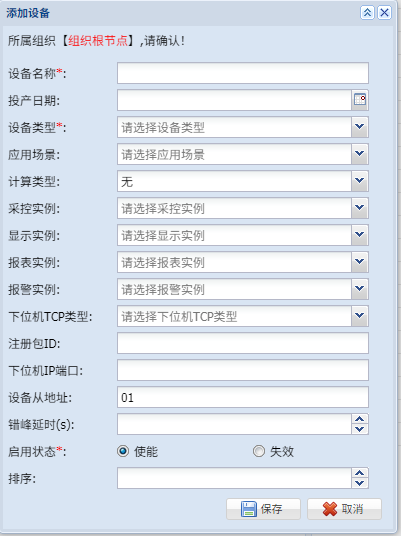 添加设备
所属组织【组织根节点】,请确认!
设备名称*:
投产日期:
设备类型*: 请选择设备类型
应用场景: 请选择应用场景
计算类型: 无
采控实例: 请选择采控实例
显示实例: 请选择显示实例
报表实例: 请选择报表实例
报警实例: 请选择报警实例
下位机TCP类型: 请选择下位机TCP类型
注册包ID:
下位机IP端口:
设备从地址: 01
错峰延时(s):
启用状态*: 使能 失效
排序:
保存 取消